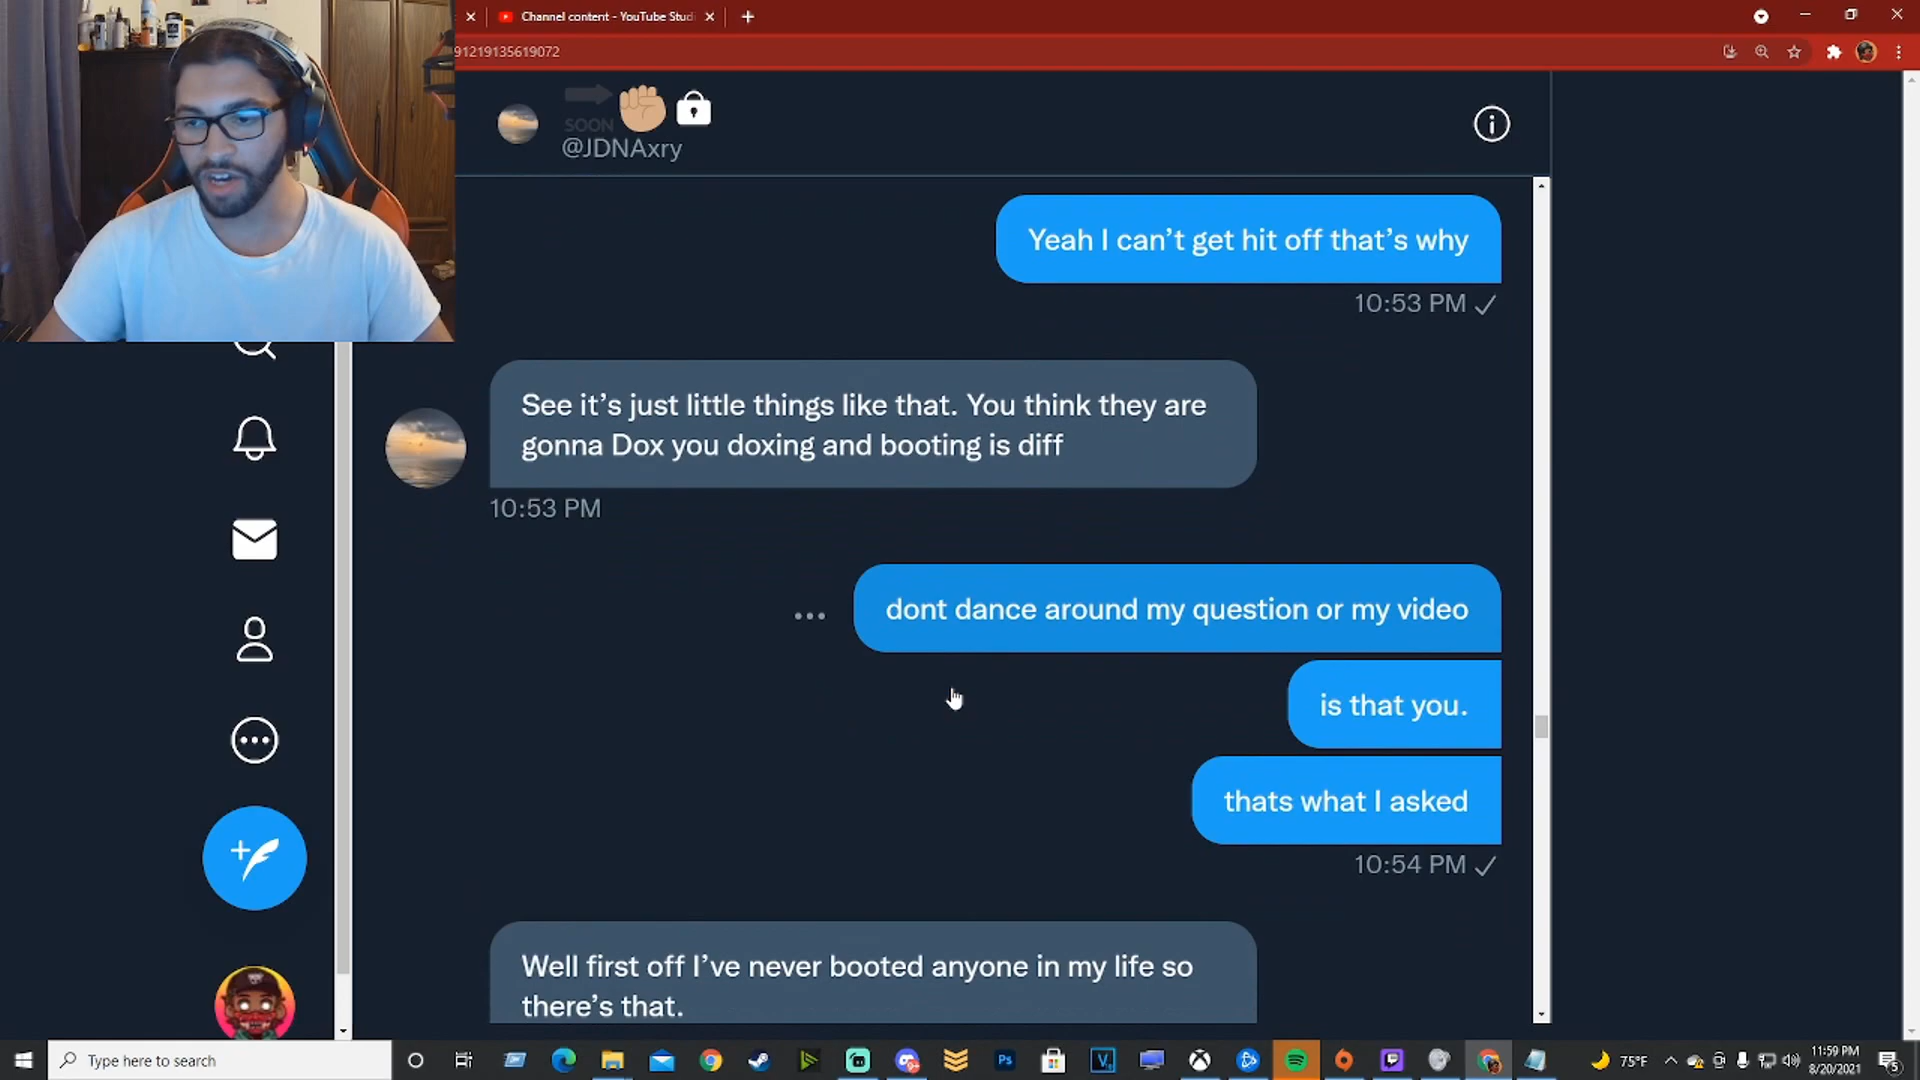 Channel content - YouTube Stud
91219135619072
SOON
@JDNAxry
Yeah I can’t get hit off that’s why
10:53 PM
See it’s just little things like that. You think they are
gonna Dox you doxing and booting is diff
10:53 PM
dont dance around my question or my video
is that you.
thats what I asked
10:54 PM
Well first off I’ve never booted anyone in my life so
there’s that.
Type here to search
Ps
75°F
11:59 PM
8/20/2021
5